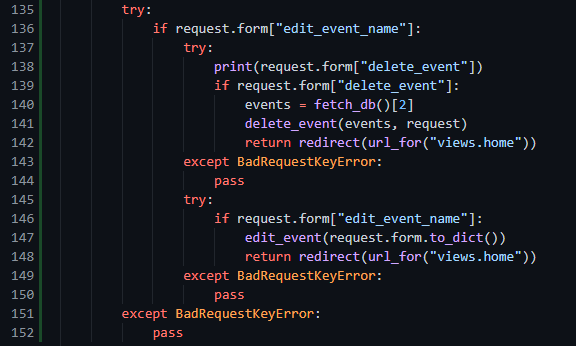 135 try:
136 if request.form["edit_event_name"]:
137 try:
138 print(request.form["delete_event"])
139 if request.form["delete_event"]:
140 events = fetch_db()[2]
141 delete_event(events, request)
142 return redirect(url_for("views.home"))
143 except BadRequestKeyError:
144 pass
145 try:
146 if request.form["edit_event_name"]:
147 edit_event(request.form.to_dict())
148 return redirect(url_for("views.home"))
149 except BadRequestKeyError:
150 pass
151 except BadRequestKeyError:
152 pass